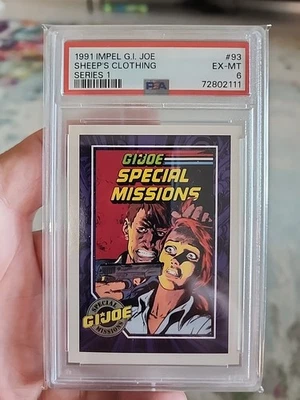 1991 IMPEL G.I. JOE #93
SHEEP'S CLOTHING EX-MT
SERIES 1 PSA 6
72802111
G.I.JOE
SPECIAL
MISSIONS
SPECIAL
G.I.JOE
MISSIONS